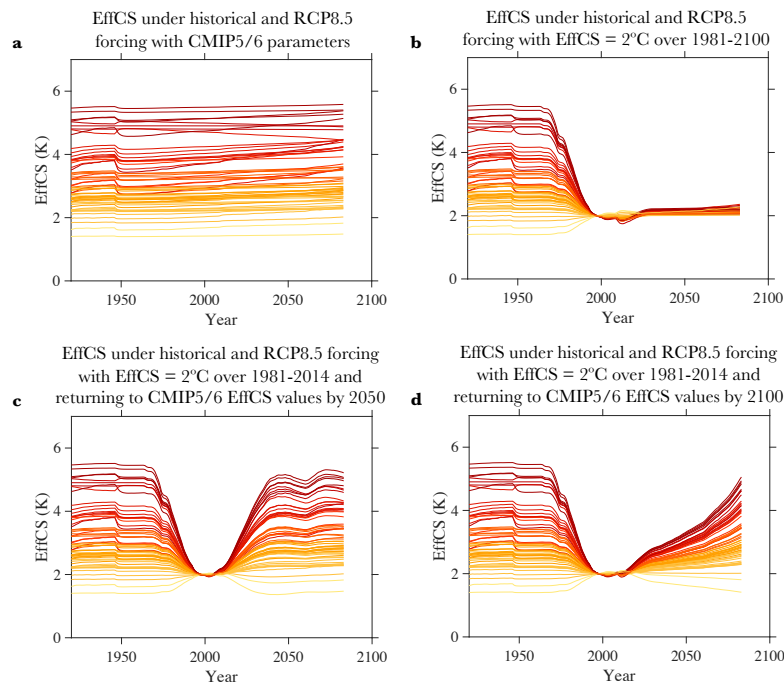 a
EffCS under historical and RCP8.5
forcing with CMIP5/6 parameters
6
4
2
0
EffCS (K)
1950 2000 2050 2100
Year
b
EffCS under historical and RCP8.5
forcing with EffCS = 2ºC over 1981-2100
6
4
2
0
EffCS (K)
1950 2000 2050 2100
Year
c
EffCS under historical and RCP8.5 forcing
with EffCS = 2ºC over 1981-2014 and
returning to CMIP5/6 EffCS values by 2050
6
4
2
0
EffCS (K)
1950 2000 2050 2100
Year
d
EffCS under historical and RCP8.5 forcing
with EffCS = 2ºC over 1981-2014 and
returning to CMIP5/6 EffCS values by 2100
6
4
2
0
EffCS (K)
1950 2000 2050 2100
Year